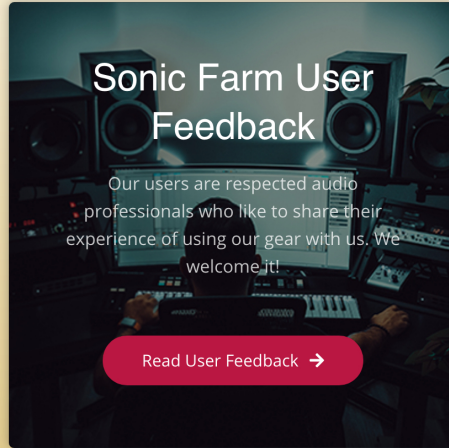 Sonic Farm User
Feedback
Our users are respected audio
professionals who like to share their
experience of using our gear with us. We
welcome it!
Read User Feedback